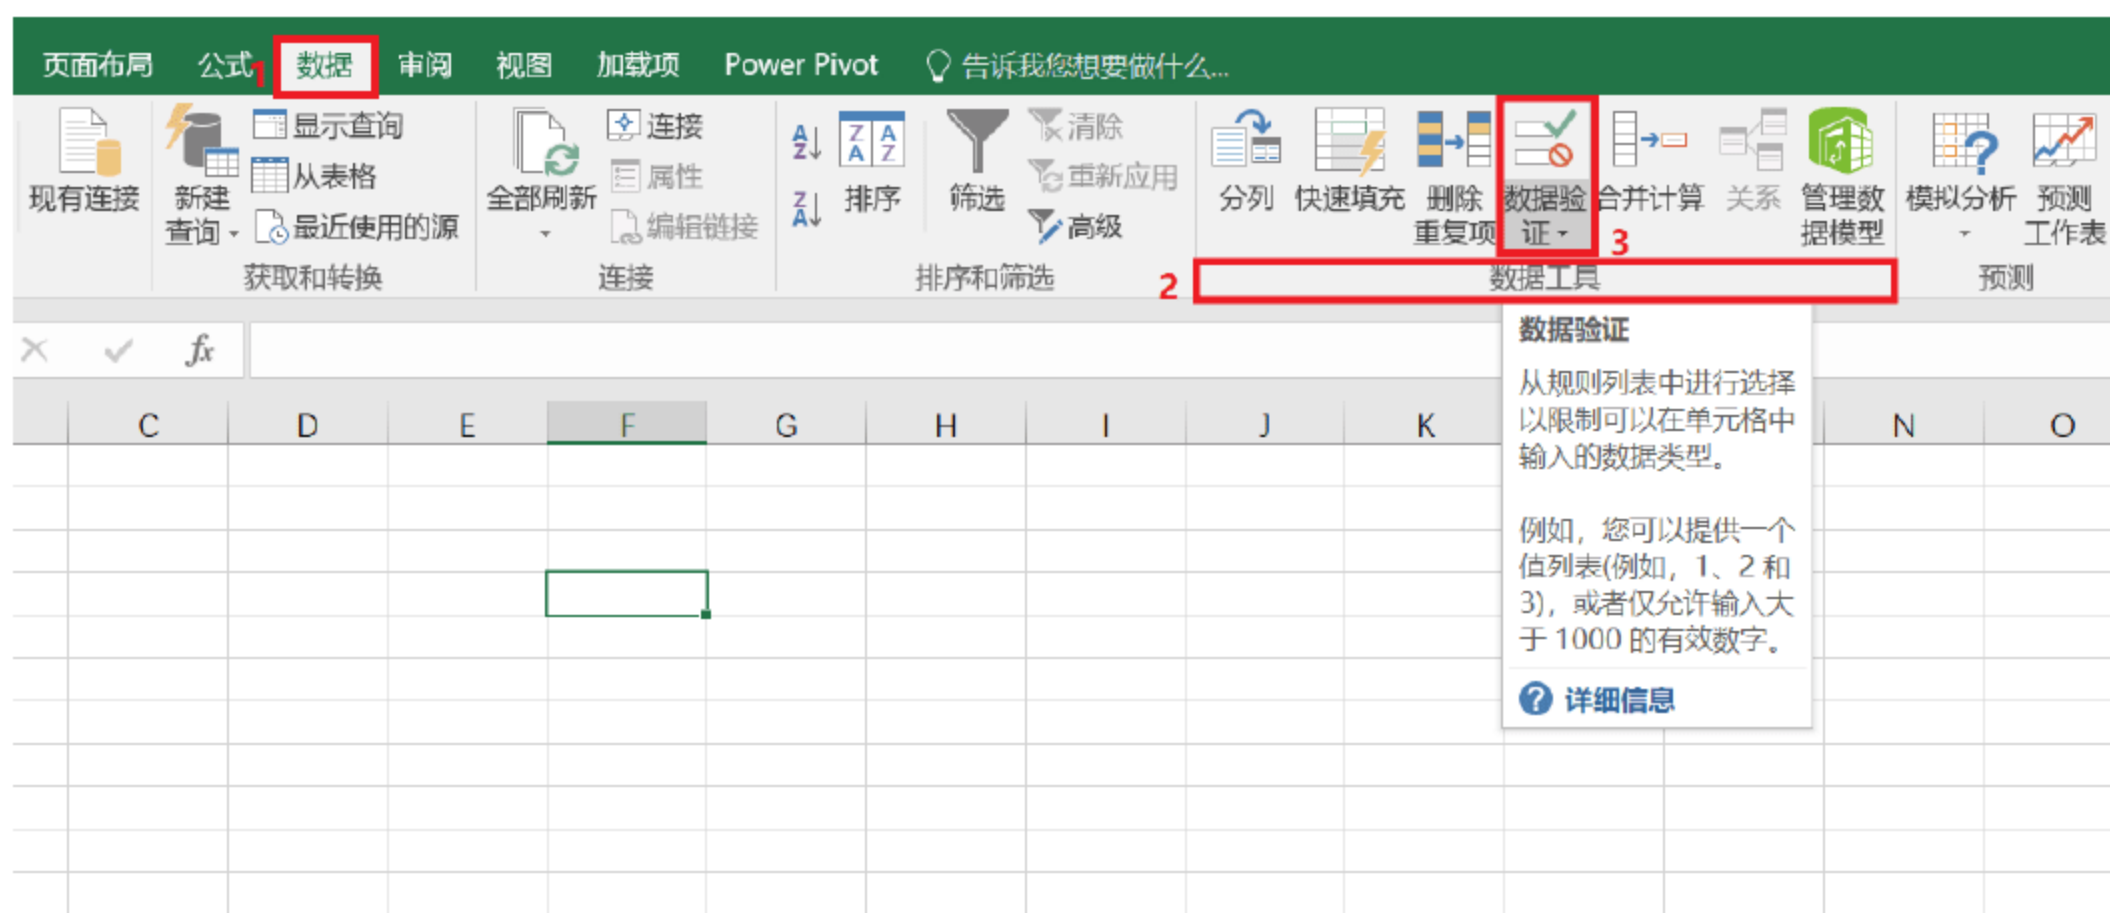 页面布局 公式 1 数据 审阅 视图 加载项 Power Pivot 告诉我您想要做什么...
现有连接
新建
查询
显示查询
从表格
最近使用的源
获取和转换
全部刷新
连接
属性
编辑链接
连接
排序
筛选
清除
重新应用
高级
排序和筛选
分列
快速填充
删除
重复项
数据验
证
3
合并计算
关系
管理数
据模型
2
数据工具
模拟分析
预测
工作表
预测
fx
C D E F G H I J K N O
数据验证
从规则列表中进行选择
以限制可以在单元格中
输入的数据类型。
例如，您可以提供一个
值列表(例如，1、2 和
3)，或者仅允许输入大
于 1000 的有效数字。
详细信息